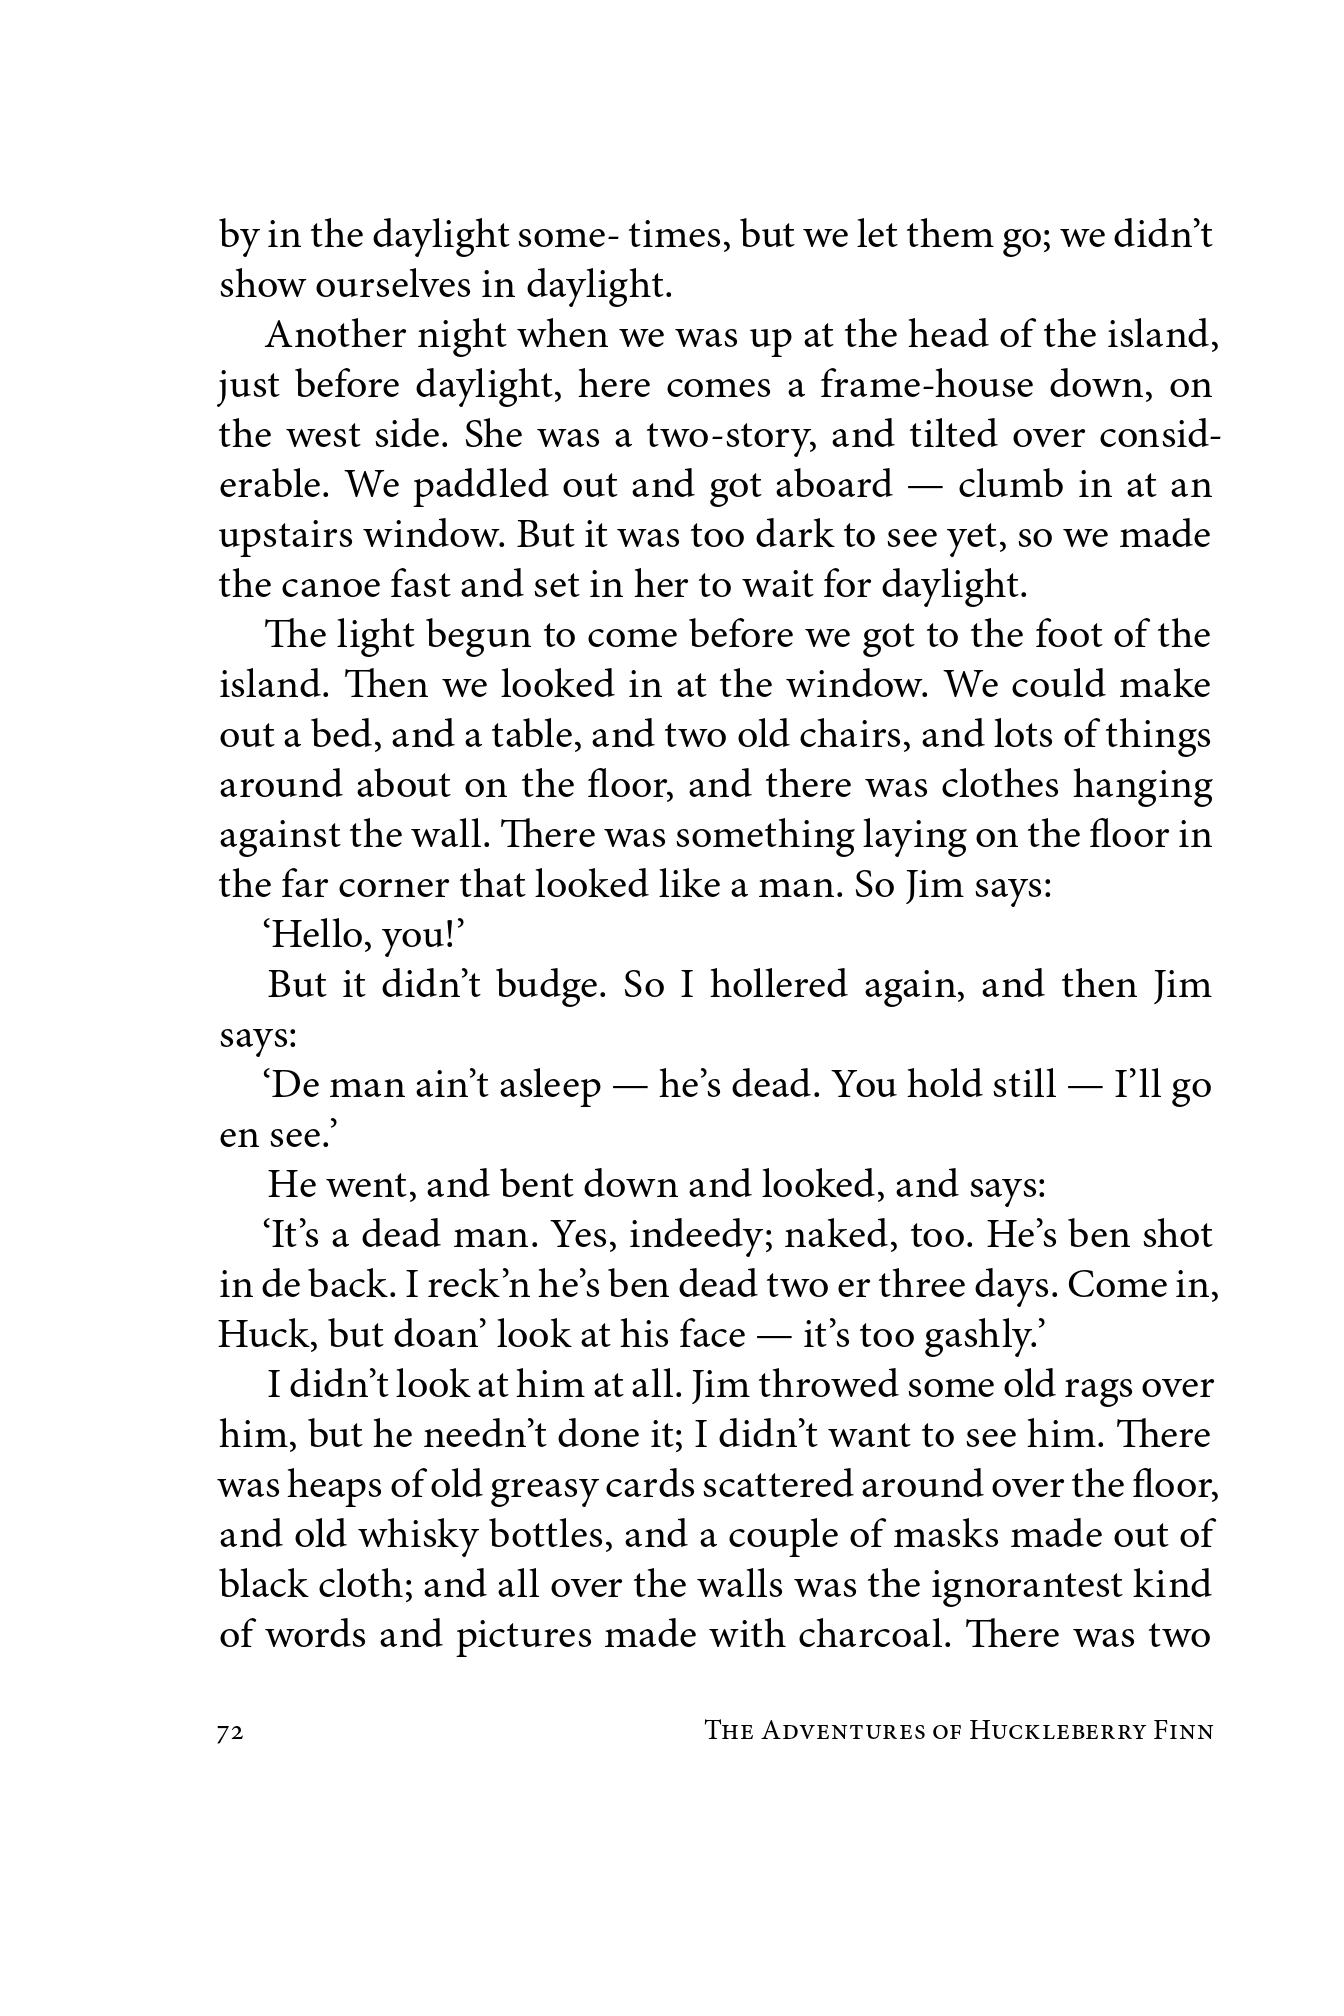 by in the daylight some- times, but we let them go; we didn’t
show ourselves in daylight.
Another night when we was up at the head of the island,
just before daylight, here comes a frame-house down, on
the west side. She was a two-story, and tilted over consid-
erable. We paddled out and got aboard — clumb in at an
upstairs window. But it was too dark to see yet, so we made
the canoe fast and set in her to wait for daylight.
The light begun to come before we got to the foot of the
island. Then we looked in at the window. We could make
out a bed, and a table, and two old chairs, and lots of things
around about on the floor, and there was clothes hanging
against the wall. There was something laying on the floor in
the far corner that looked like a man. So Jim says:
‘Hello, you!’
But it didn’t budge. So I hollered again, and then Jim
says:
‘De man ain’t asleep — he’s dead. You hold still — I’ll go
en see.’
He went, and bent down and looked, and says:
‘It’s a dead man. Yes, indeedy; naked, too. He’s ben shot
in de back. I reck’n he’s ben dead two er three days. Come in,
Huck, but doan’ look at his face — it’s too gashly.’
I didn’t look at him at all. Jim throwed some old rags over
him, but he needn’t done it; I didn’t want to see him. There
was heaps of old greasy cards scattered around over the floor,
and old whisky bottles, and a couple of masks made out of
black cloth; and all over the walls was the ignorantest kind
of words and pictures made with charcoal. There was two
72 The Adventures of Huckleberry Finn